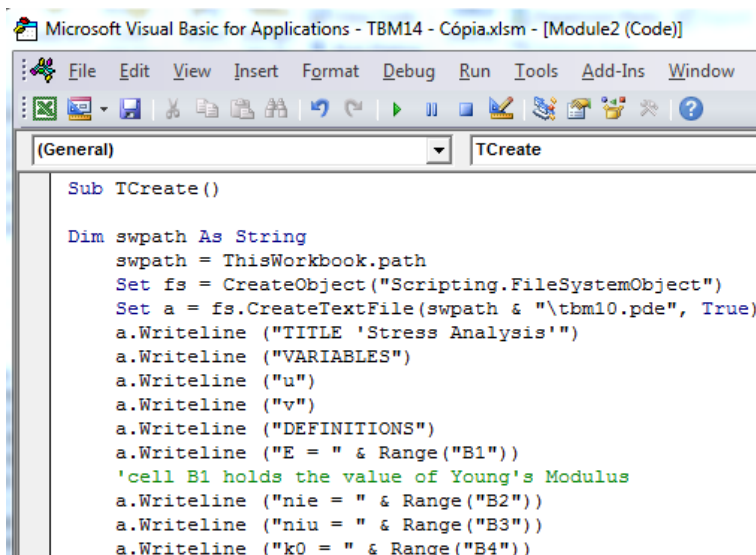 Microsoft Visual Basic for Applications - TBM14 - Cópia.xlsm - [Module2 (Code)]
File Edit View Insert Format Debug Run Tools Add-Ins Window
(General) TCreate
Sub TCreate()
Dim swpath As String
swpath = ThisWorkbook.path
Set fs = CreateObject("Scripting.FileSystemObject")
Set a = fs.CreateTextFile(swpath & "\tbm10.pde", True)
a.Writeline ("TITLE 'Stress Analysis'")
a.Writeline ("VARIABLES")
a.Writeline ("u")
a.Writeline ("v")
a.Writeline ("DEFINITIONS")
a.Writeline ("E = " & Range("B1"))
'cell B1 holds the value of Young's Modulus
a.Writeline ("nie = " & Range("B2"))
a.Writeline ("niu = " & Range("B3"))
a.Writeline ("k0 = " & Range("B4"))